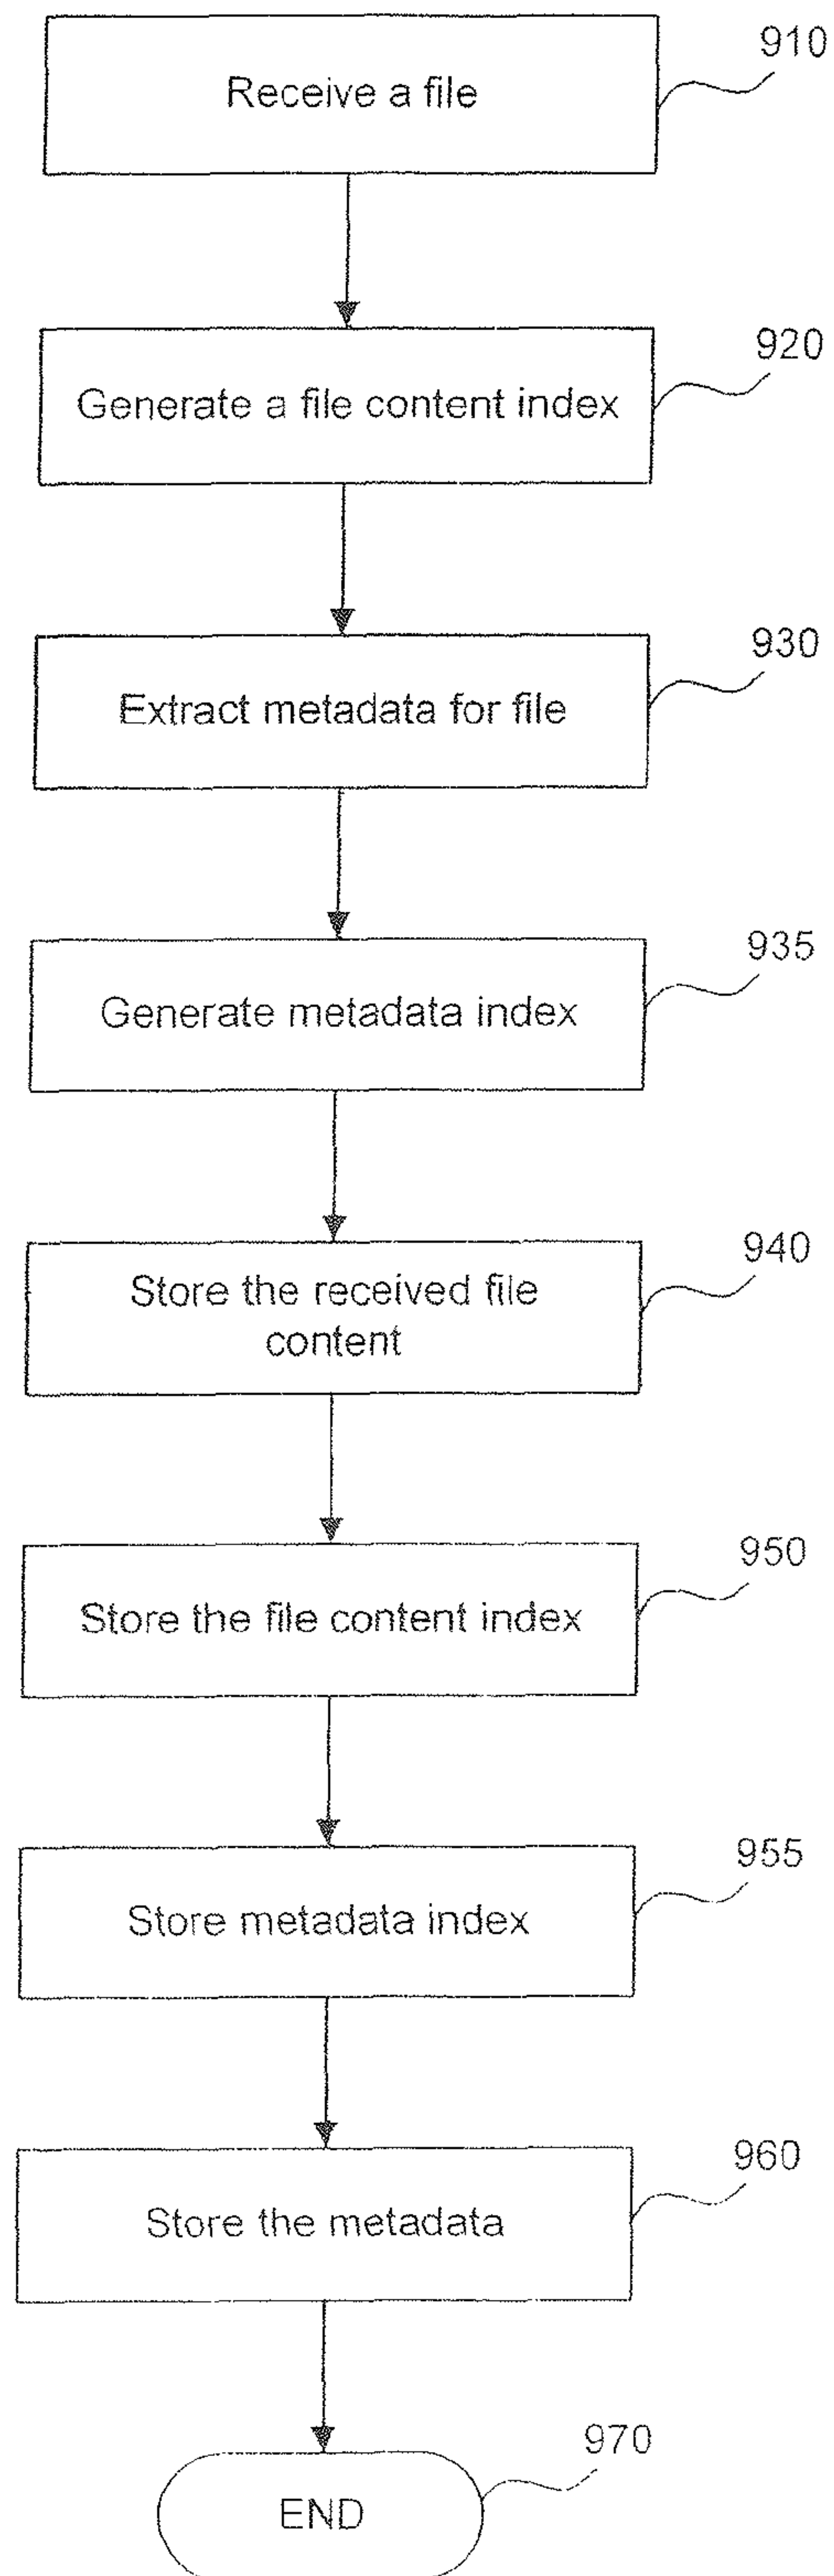 910
Receive a file
920
Generate a file content index
930
Extract metadata for file
935
Generate metadata index
940
Store the received file
content
950
Store the file content index
955
Store metadata index
960
Store the metadata
970
END